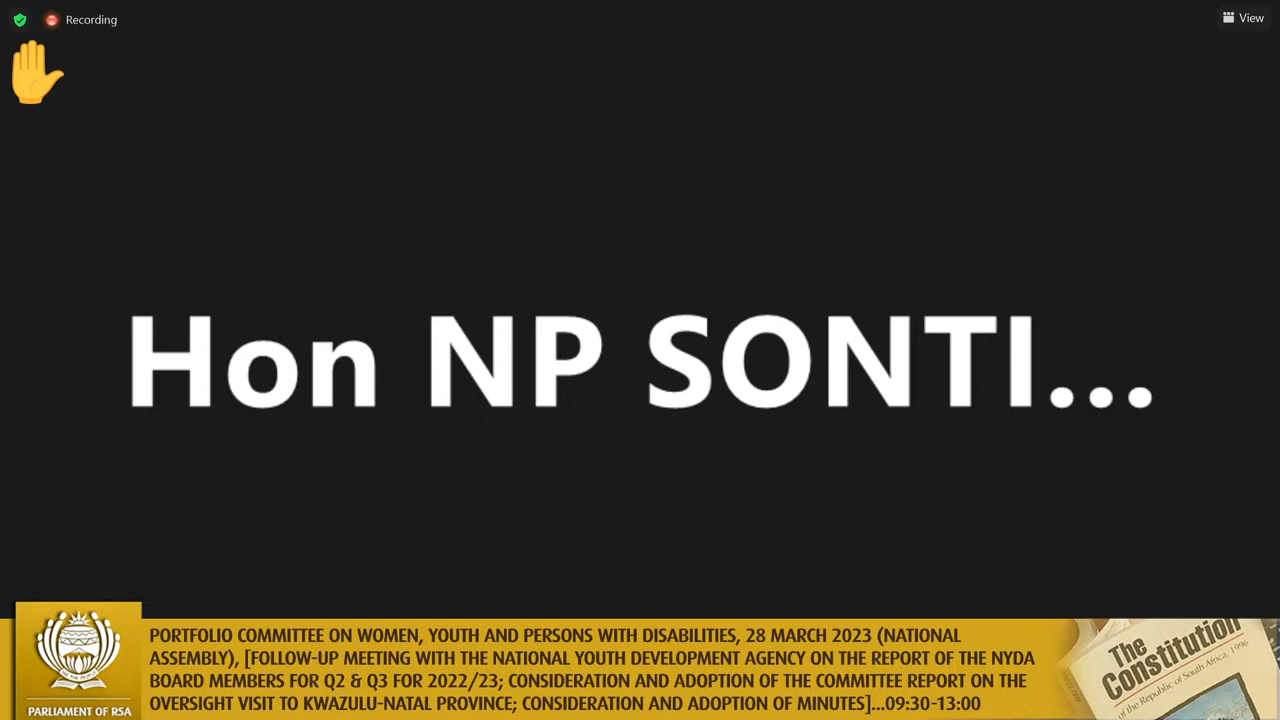 Recording
View
Hon NP SONTI...
PORTFOLIO COMMITTEE ON WOMEN, YOUTH AND PERSONS WITH DISABILITIES, 28 MARCH 2023 (NATIONAL
ASSEMBLY), [FOLLOW-UP MEETING WITH THE NATIONAL YOUTH DEVELOPMENT AGENCY ON THE REPORT OF THE NYDA
BOARD MEMBERS FOR Q2 & Q3 FOR 2022/23; CONSIDERATION AND ADOPTION OF THE COMMITTEE REPORT ON THE
OVERSIGHT VISIT TO KWAZULU-NATAL PROVINCE; CONSIDERATION AND ADOPTION OF MINUTES]...09:30-13:00
PARLIAMENT OF RSA
The
Constitution
of the Republic of South Africa, 1996